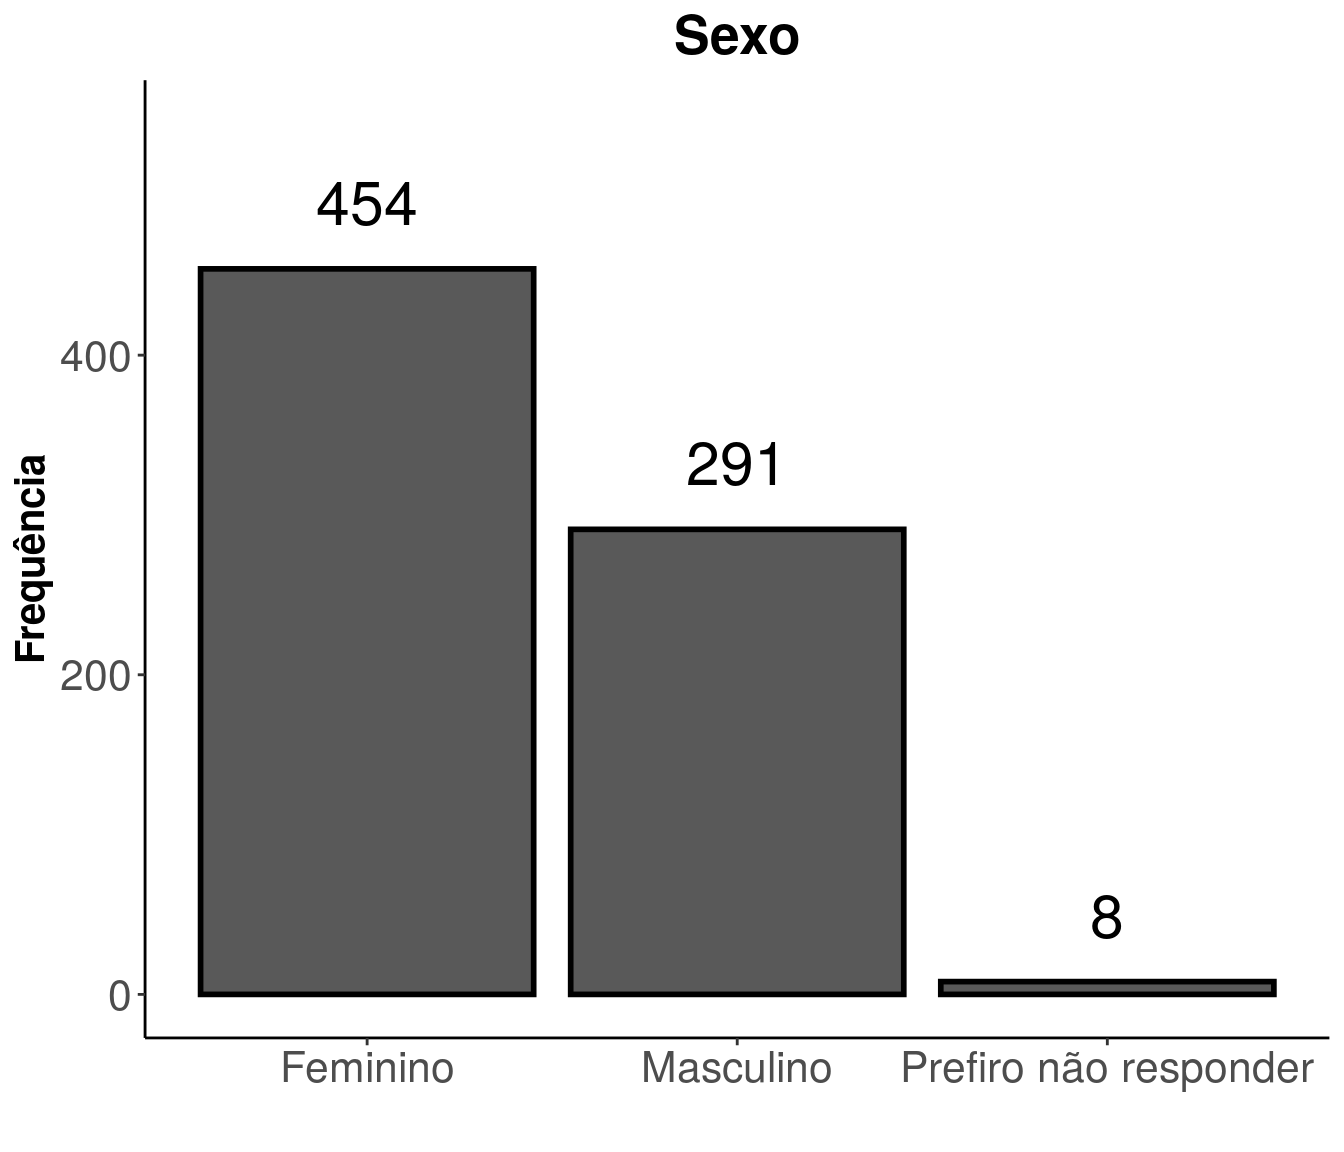 Sexo
454
291
8
400
200
0
Frequência
Feminino
Masculino
Prefiro não responder